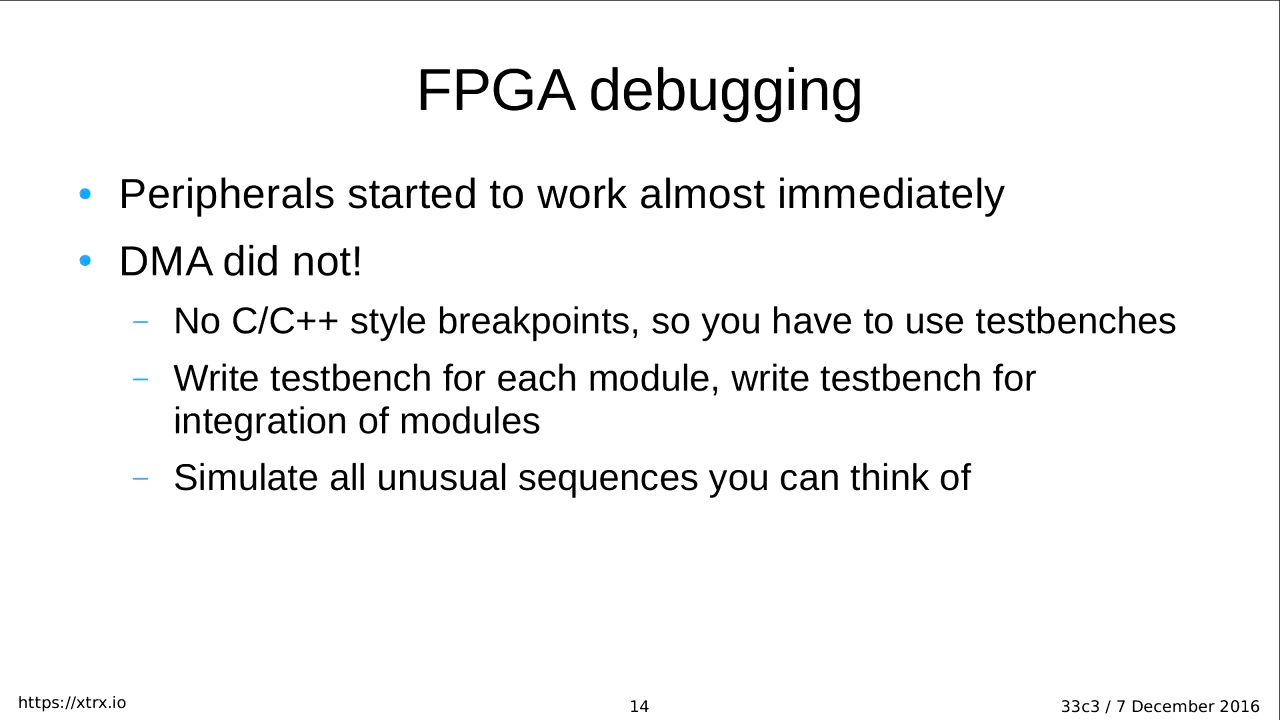 FPGA debugging
• Peripherals started to work almost immediately
• DMA did not!
– No C/C++ style breakpoints, so you have to use testbenches
– Write testbench for each module, write testbench for
integration of modules
– Simulate all unusual sequences you can think of
https://xtrx.io
14
33c3 / 7 December 2016